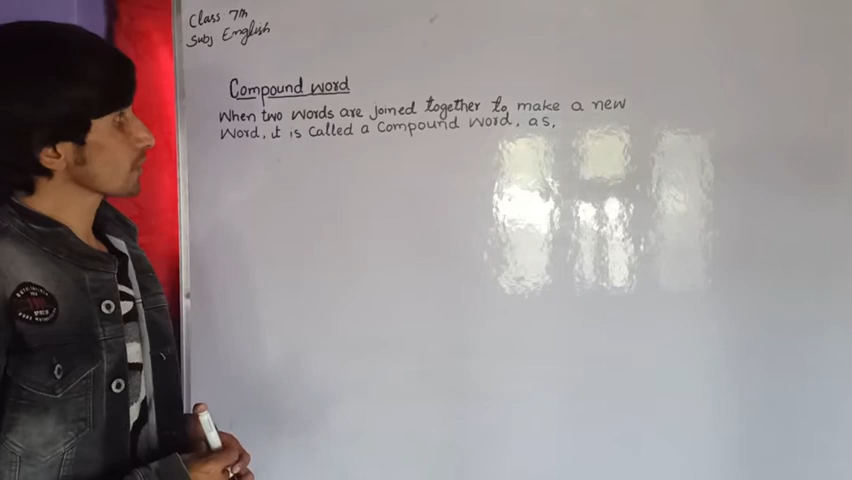 Class 7th
Subj English
Compound word
When two words are joined together to make a new
word, it is called a compound word, as,